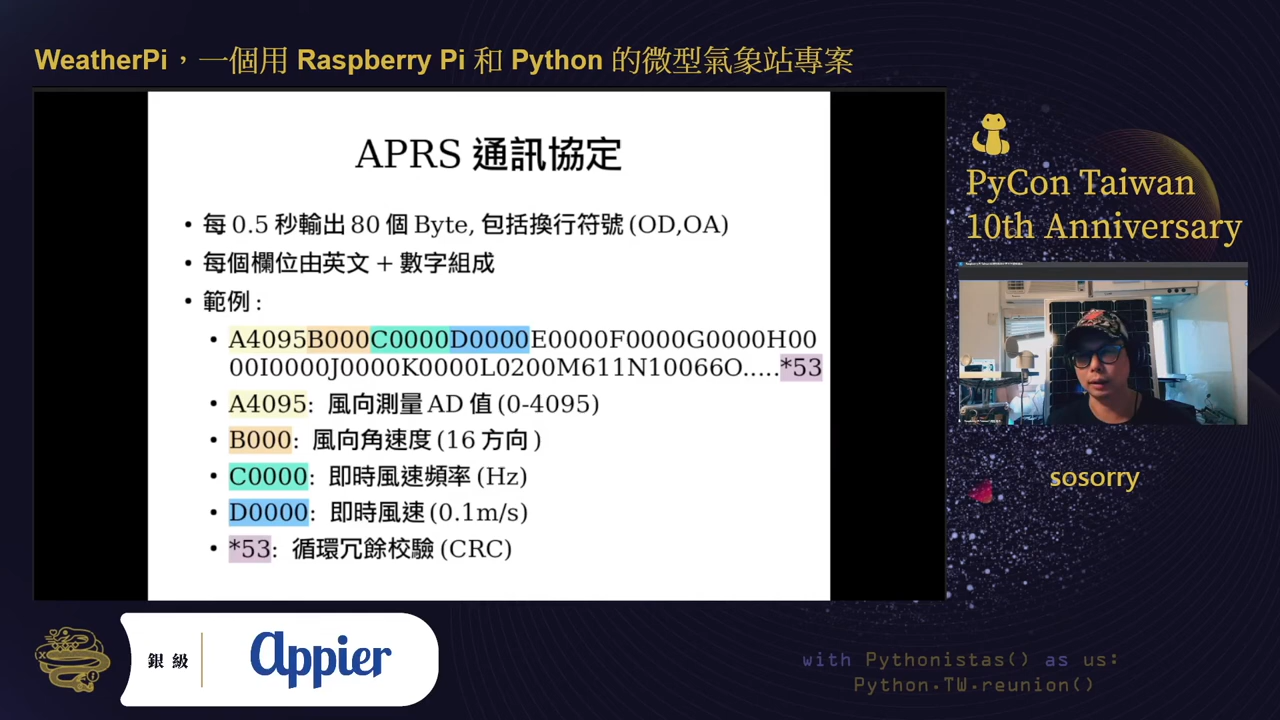 WeatherPi，一個用 Raspberry Pi 和 Python 的微型氣象站專案
APRS 通訊協定
• 每 0.5 秒輸出 80 個 Byte, 包括換行符號 (OD,OA)
• 每個欄位由英文 + 數字組成
• 範例 :
• A4095B000C0000D0000E0000F0000G0000H00
00I0000J0000K0000L0200M611N10066O.....*53
• A4095: 風向測量 AD 值 (0-4095)
• B000: 風向角速度 (16 方向 )
• C0000: 即時風速頻率 (Hz)
• D0000: 即時風速 (0.1m/s)
• *53: 循環冗餘校驗 (CRC)
PyCon Taiwan
10th Anniversary
sosorry
銀級
Appier
with Pythonistas() as us:
Python.TW.reunion()